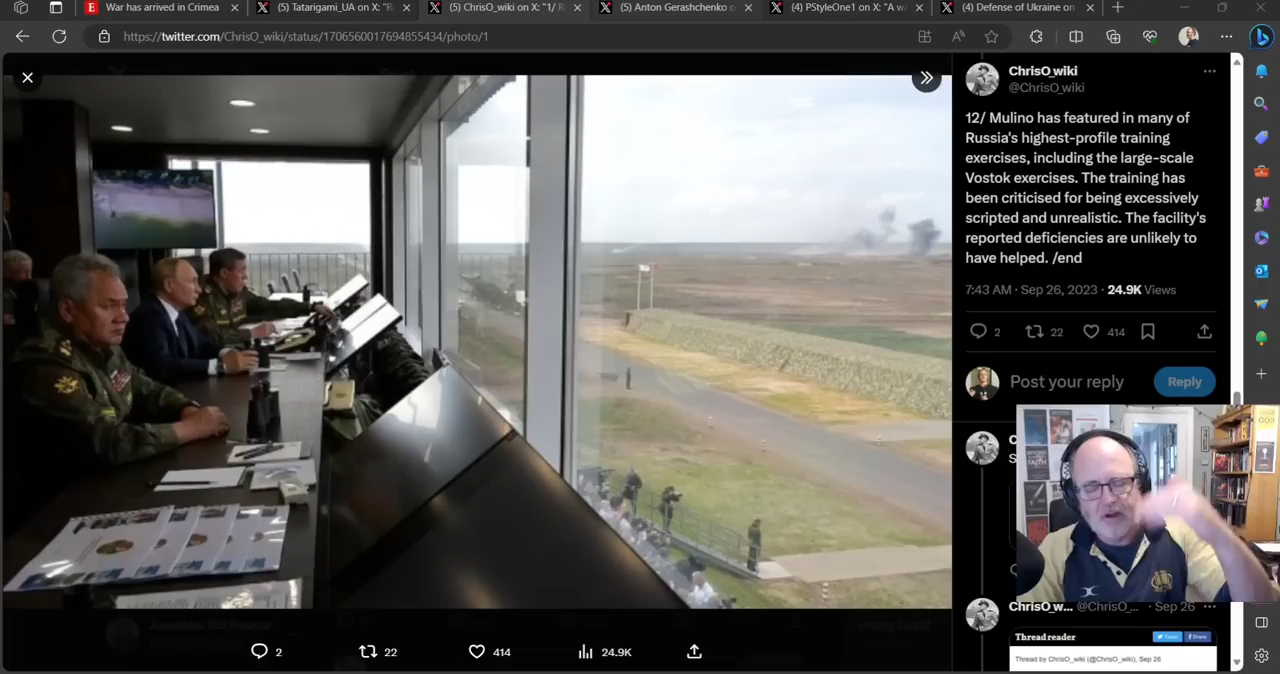 War has arrived in Crimea
(5) Tatarigami_UA on X: "R
(5) ChrisO_wiki on X: "1/ R
(5) Anton Gerashchenko o
(4) PStyleOne1 on X: "A w
(4) Defense of Ukraine on
https://twitter.com/ChrisO_wiki/status/1706560017694855434/photo/1
ChrisO_wiki
@ChrisO_wiki
12/ Mulino has featured in many of
Russia's highest-profile training
exercises, including the large-scale
Vostok exercises. The training has
been criticised for being excessively
scripted and unrealistic. The facility's
reported deficiencies are unlikely to
have helped. /end
7:43 AM · Sep 26, 2023 · 24.9K Views
2 22 414
Post your reply Reply
ChrisO_w... @ChrisO_... · Sep 26
Thread reader
Thread by ChrisO_wiki (@ChrisO_wiki), Sep 26
2 22 414 24.9K